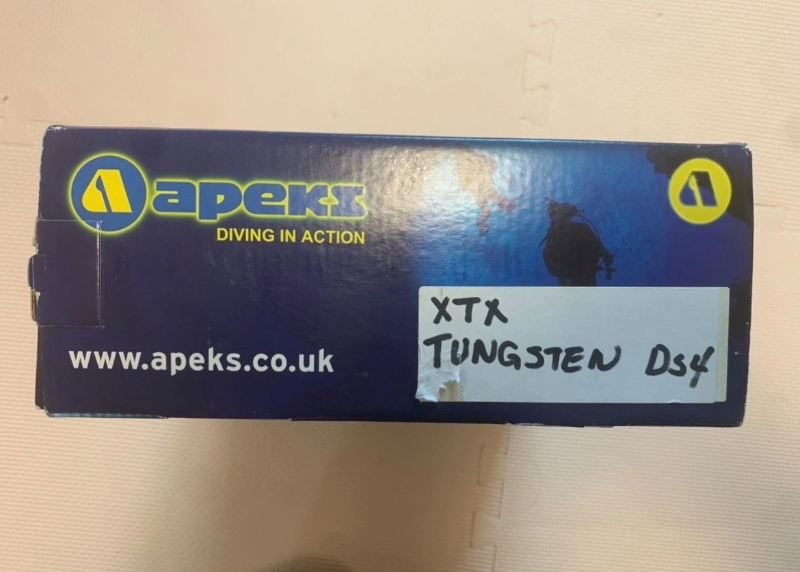 apeks
DIVING IN ACTION
www.apeks.co.uk
XTX
TUNGSTEN DS4